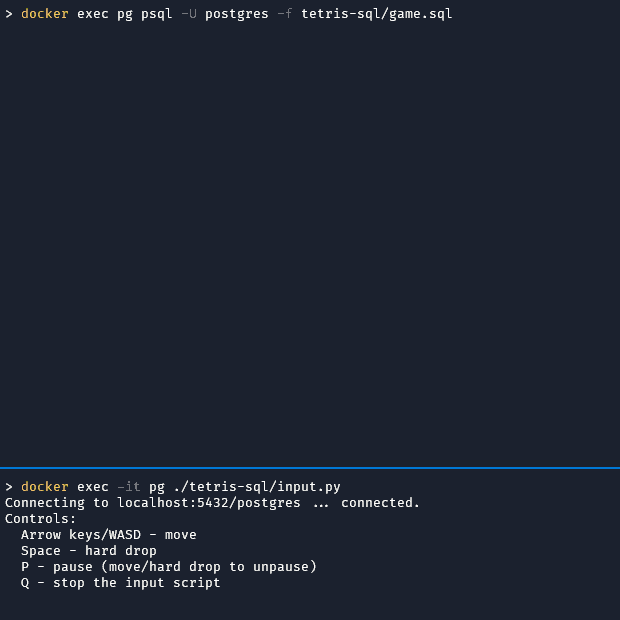 > docker exec pg psql -U postgres -f tetris-sql/game.sql
> docker exec -it pg ./tetris-sql/input.py
Connecting to localhost:5432/postgres ... connected.
Controls:
  Arrow keys/WASD - move
  Space - hard drop
  P - pause (move/hard drop to unpause)
  Q - stop the input script